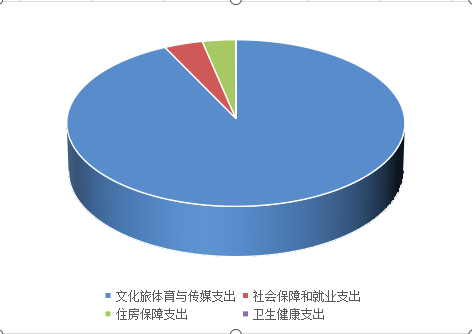 文化旅体育与传媒支出 社会保障和就业支出
住房保障支出 卫生健康支出